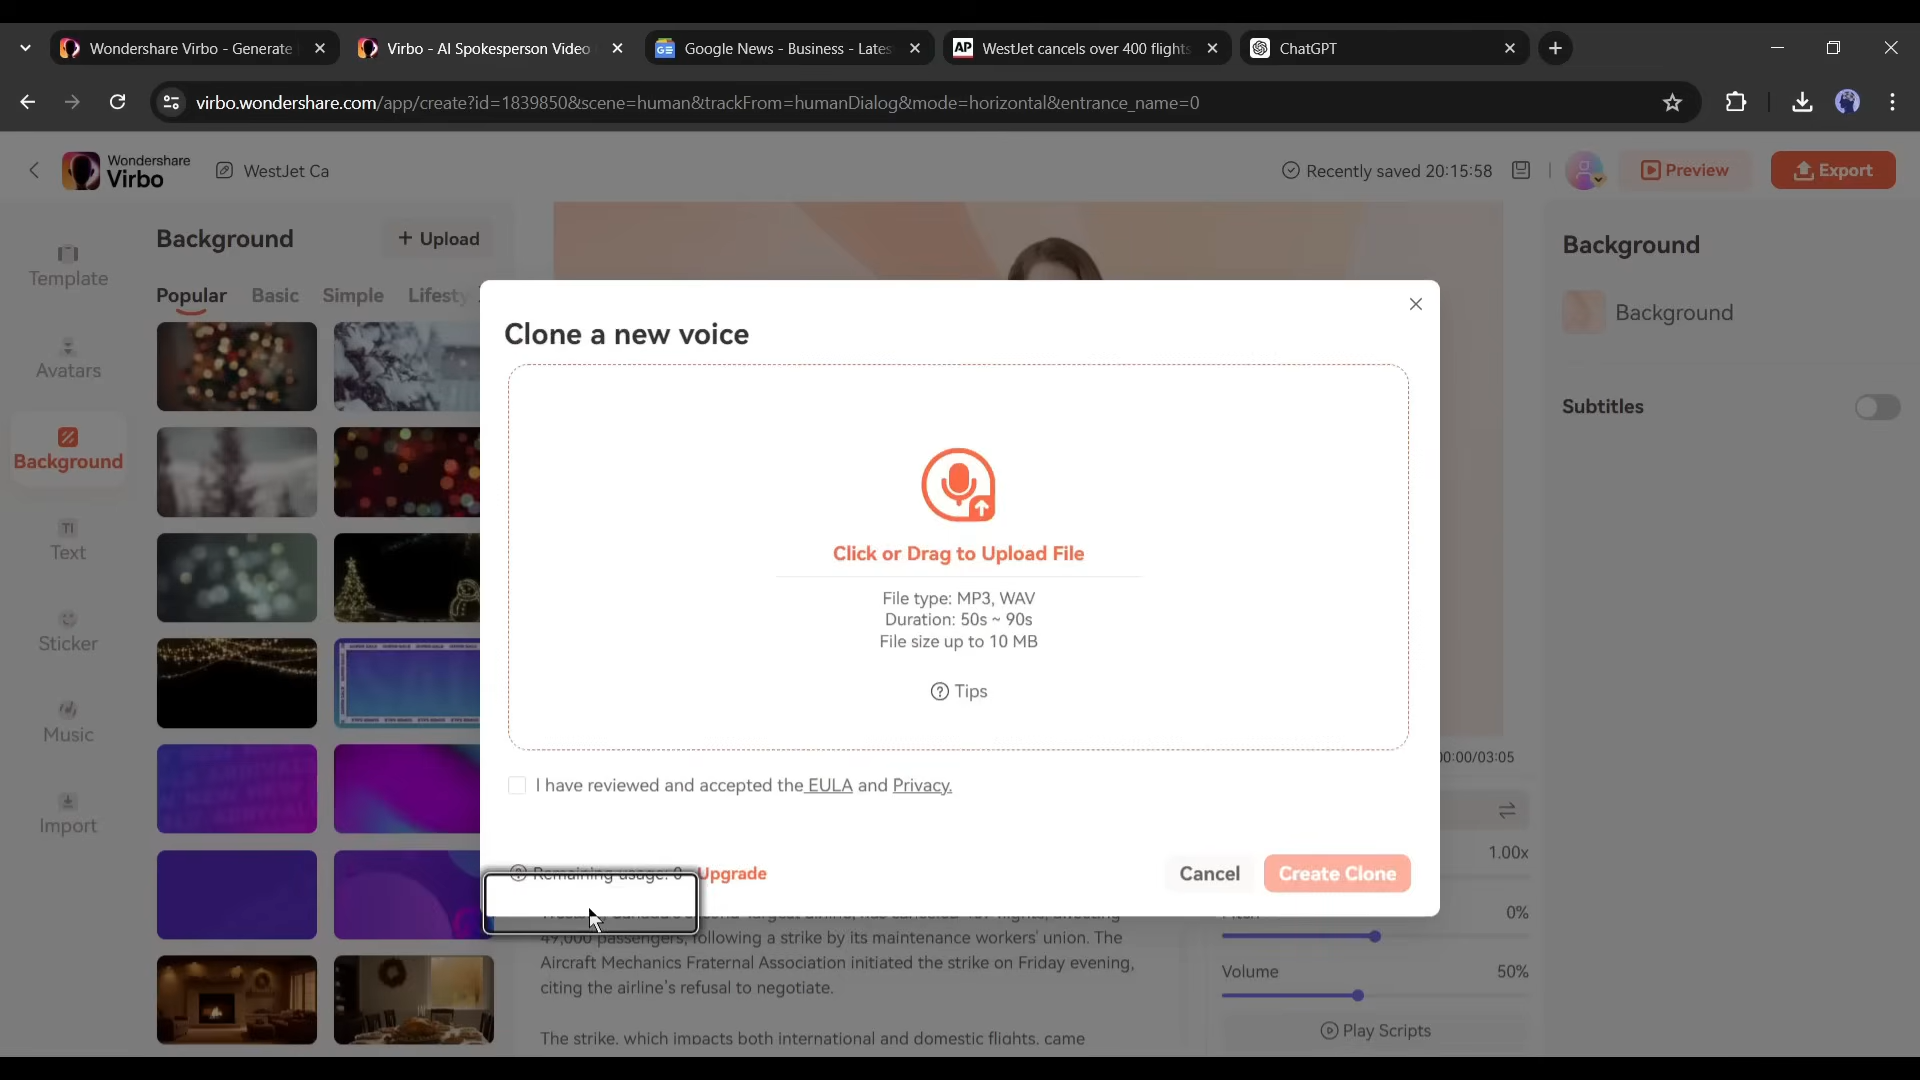 Wondershare Virbo - Generate
Virbo - AI Spokesperson Video
Google News - Business - Lates
WestJet cancels over 400 flights
ChatGPT
virbo.wondershare.com/app/create?id=1839850&scene=human&trackFrom=humanDialog&mode=horizontal&entrance_name=0
Wondershare
Virbo
WestJet Ca
Recently saved 20:15:58
Preview
Export
Template
Avatars
Background
Text
Sticker
Music
Import
Background
+ Upload
Popular
Basic
Simple
Lifesty
Clone a new voice
Click or Drag to Upload File
File type: MP3, WAV
Duration: 50s ~ 90s
File size up to 10 MB
Tips
I have reviewed and accepted the EULA and Privacy.
Remaining usage: 0
Upgrade
Cancel
Create Clone
49,000 passengers, following a strike by its maintenance workers' union. The
Aircraft Mechanics Fraternal Association initiated the strike on Friday evening,
citing the airline's refusal to negotiate.
The strike, which impacts both international and domestic flights, came
00:00/03:05
1.00x
Pitch
0%
Volume
50%
Play Scripts
Background
Background
Subtitles